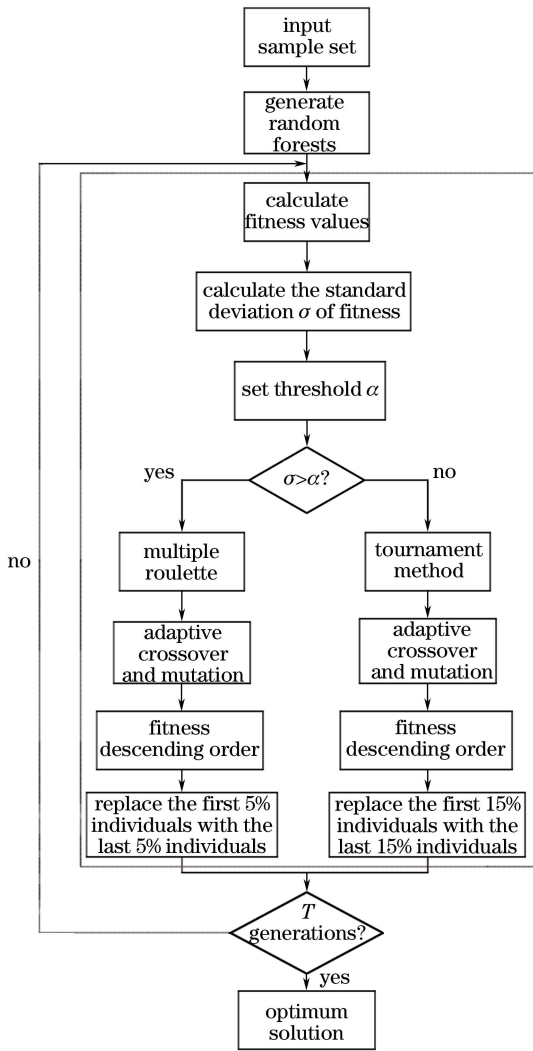 input
sample set
generate
random
forests
calculate
fitness values
calculate the standard
deviation σ of fitness
set threshold α
σ>α?
yes
no
multiple
roulette
tournament
method
no
adaptive
crossover
and mutation
adaptive
crossover
and mutation
fitness
descending order
fitness
descending order
replace the first 5%
individuals with the
last 5% individuals
replace the first 15%
individuals with the
last 15% individuals
T
generations?
yes
optimum
solution